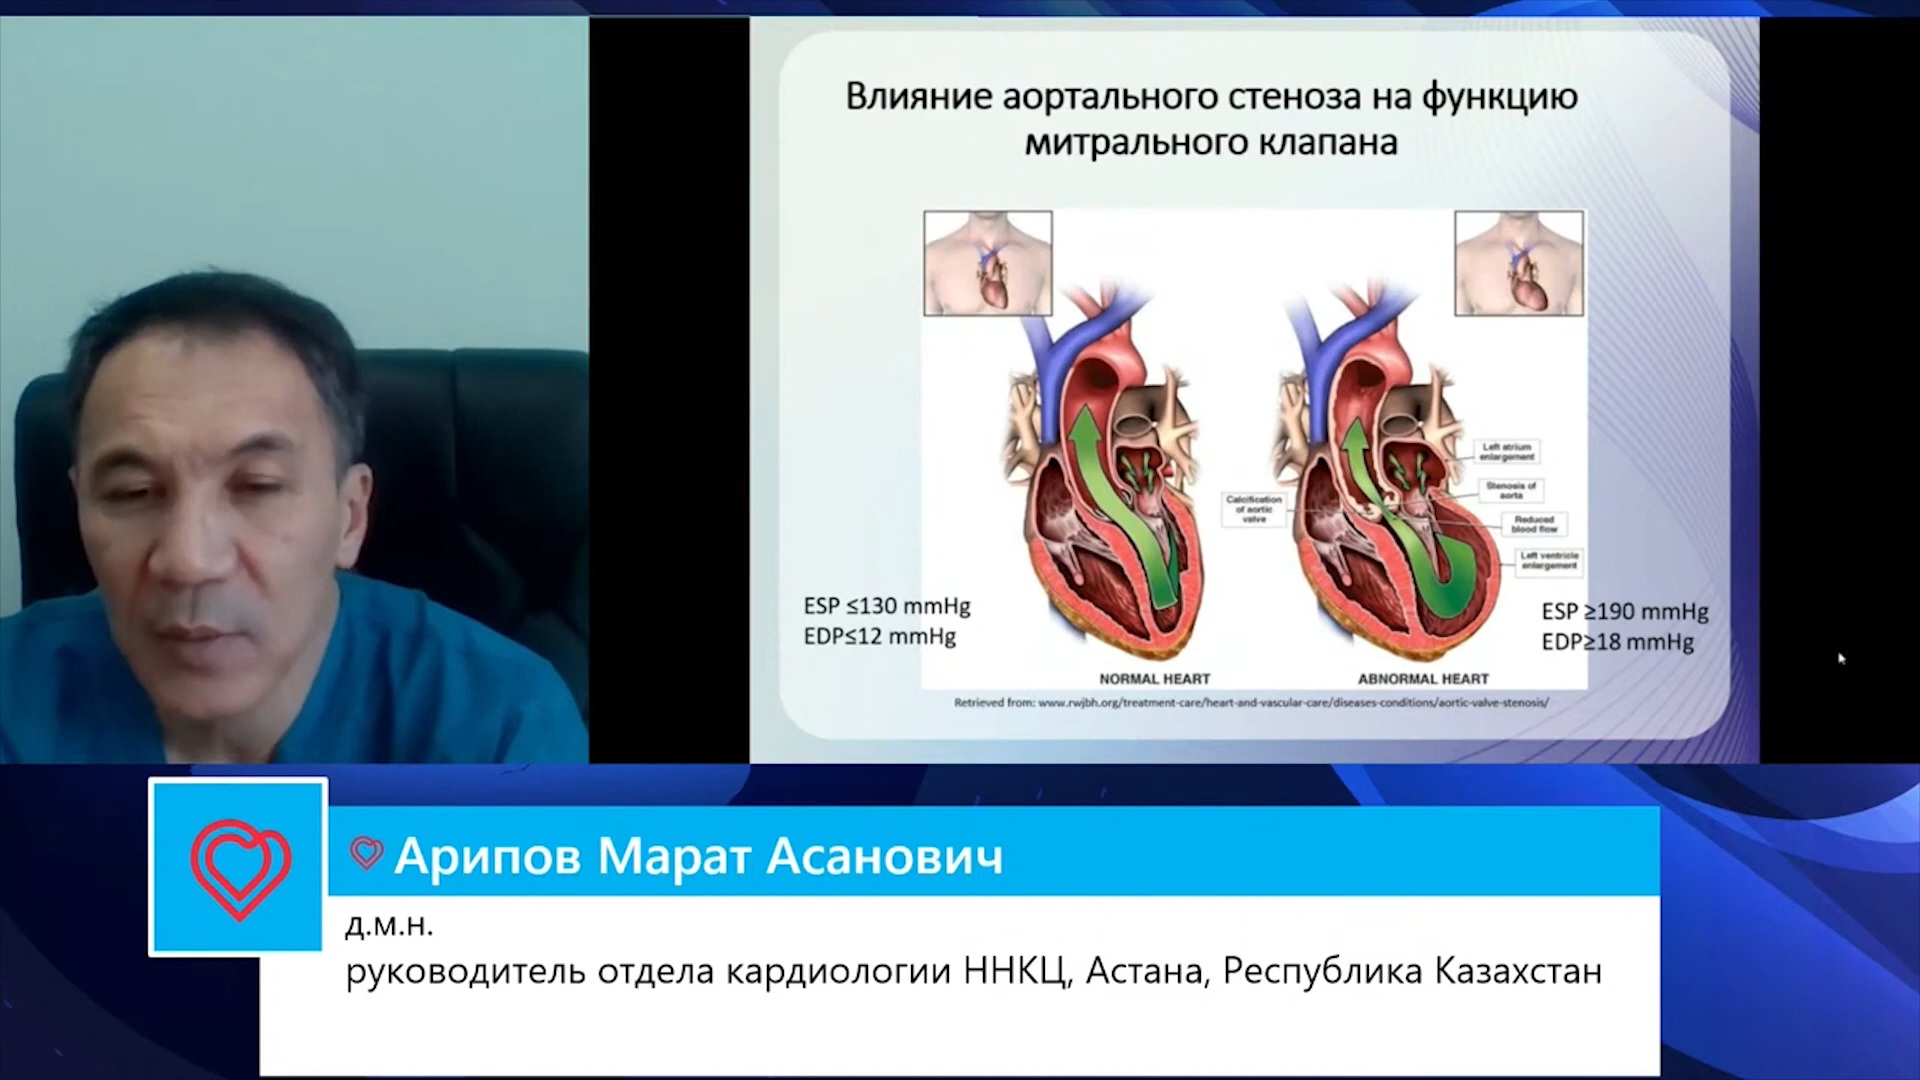 Влияние аортального стеноза на функцию
митрального клапана
Left atrium
enlargement
Stenosis of
aorta
Calcification
of aortic
valve
Reduced
blood flow
Left ventricle
enlargement
ESP ≤130 mmHg
EDP≤12 mmHg
ESP ≥190 mmHg
EDP≥18 mmHg
NORMAL HEART
ABNORMAL HEART
Retrieved from: www.rwjbh.org/treatment-care/heart-and-vascular-care/diseases-conditions/aortic-valve-stenosis/
Арипов Марат Асанович
д.м.н.
руководитель отдела кардиологии ННКЦ, Астана, Республика Казахстан